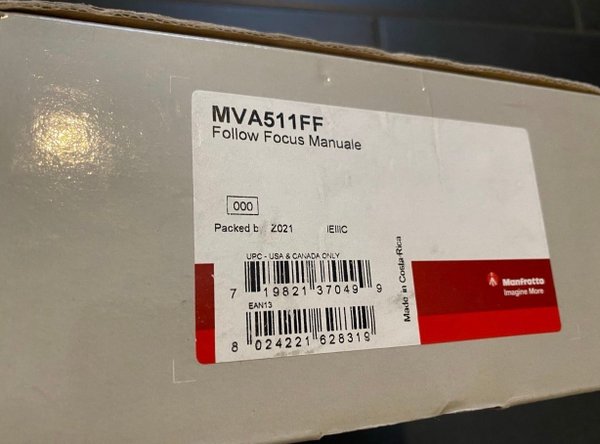 MVA511FF
Follow Focus Manuale
000
Packed b Z021
UPC - USA & CANADA ONLY
7 19821 37049 9
EAN13
8 024221 628319
Made in Costa Rica
Manfrotto
Imagine More